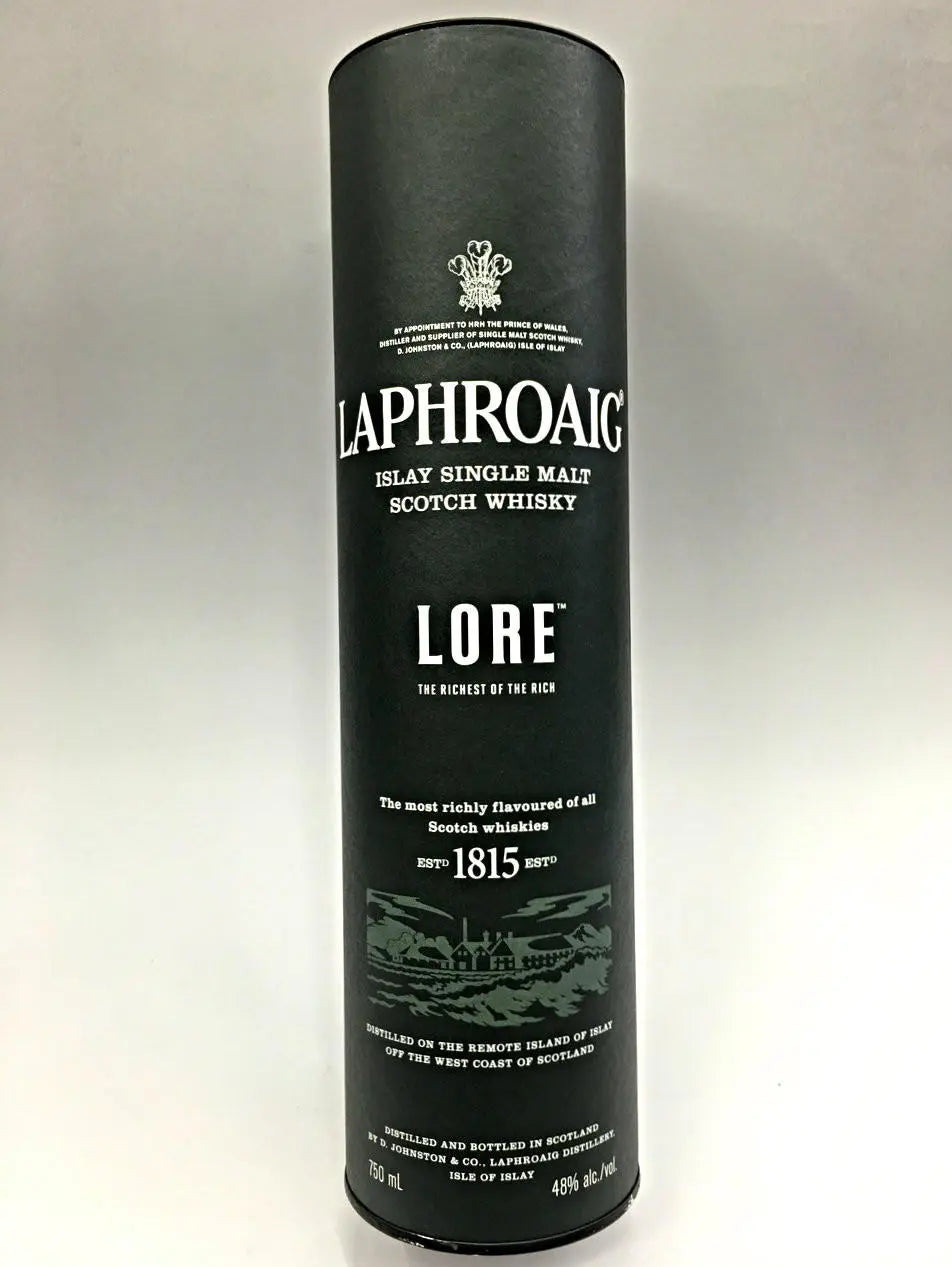 BY APPOINTMENT TO HRH THE PRINCE OF WALES,
DISTILLER AND SUPPLIER OF SINGLE MALT SCOTCH WHISKY,
D. JOHNSTON & CO., (LAPHROAIG) ISLE OF ISLAY
LAPHROAIG®
ISLAY SINGLE MALT
SCOTCH WHISKY
LORE™
THE RICHEST OF THE RICH
The most richly flavoured of all
Scotch whiskies
ESTD 1815 ESTD
DISTILLED ON THE REMOTE ISLAND OF ISLAY
OFF THE WEST COAST OF SCOTLAND
DISTILLED AND BOTTLED IN SCOTLAND
BY D. JOHNSTON & CO., LAPHROAIG DISTILLERY,
ISLE OF ISLAY
750 mL
48% alc./vol.